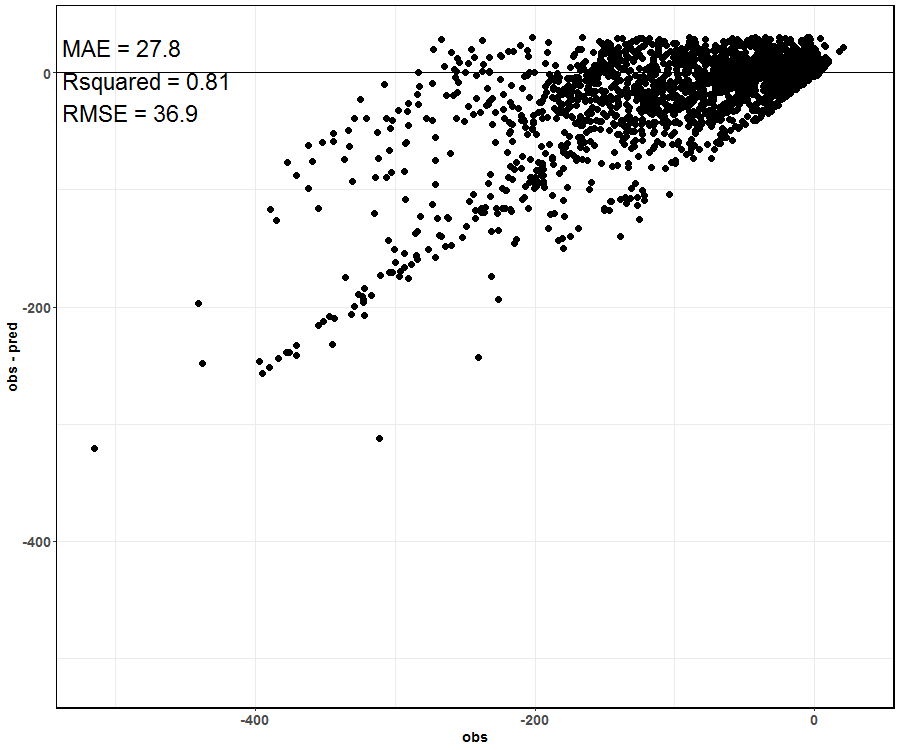 MAE = 27.8
0
Rsquared = 0.81
RMSE = 36.9
-200
obs - pred
-400
-400
-200
0
obs